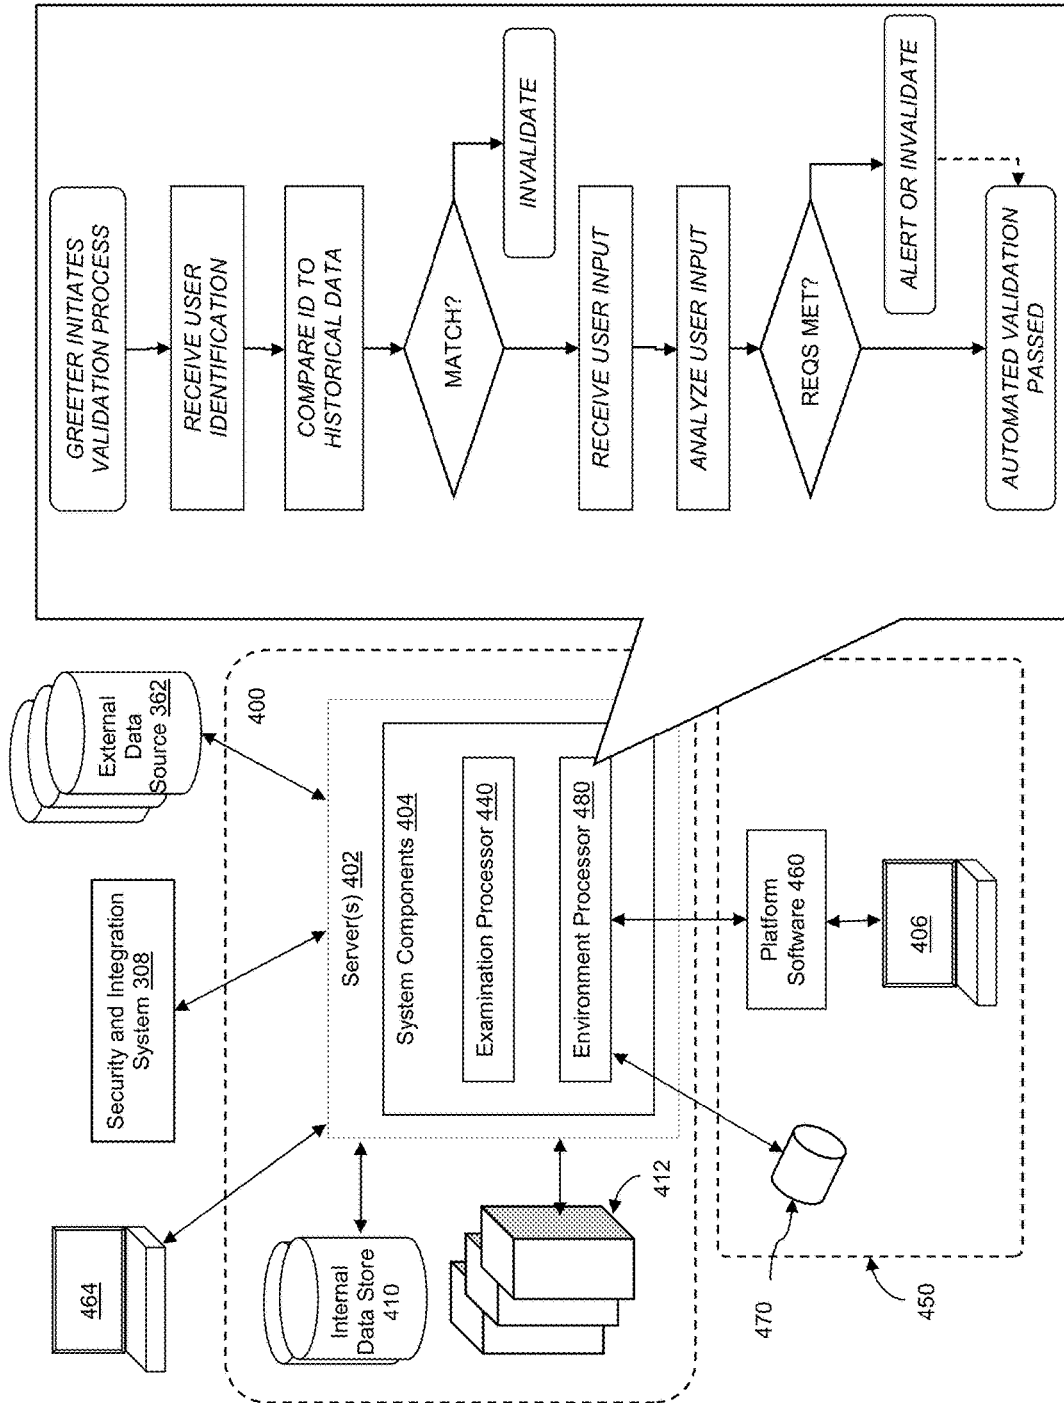 464
Security and Integration
System 308
External
Data
Source 362
400
Internal
Data Store
410
412
Server(s) 402
System Components 404
Examination Processor 440
Environment Processor 480
470
450
Platform
Software 460
406
GREETER INITIATES
VALIDATION PROCESS
RECEIVE USER
IDENTIFICATION
COMPARE ID TO
HISTORICAL DATA
MATCH?
INVALIDATE
RECEIVE USER INPUT
ANALYZE USER INPUT
REQS MET?
ALERT OR INVALIDATE
AUTOMATED VALIDATION
PASSED